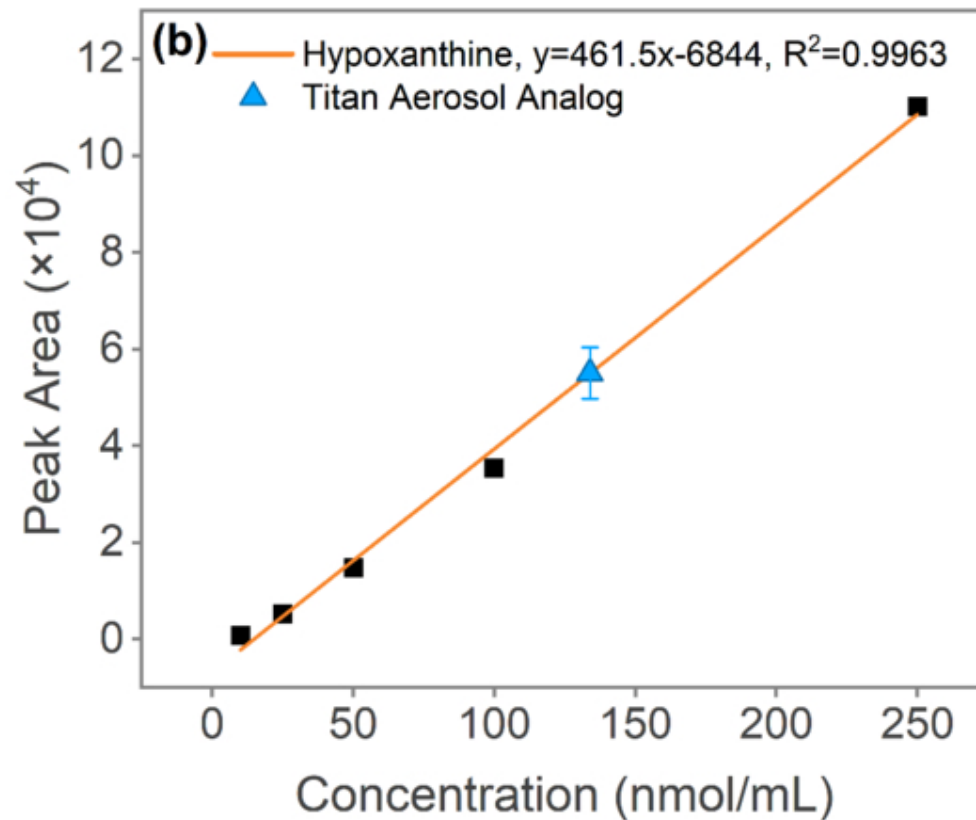 (b) Hypoxanthine, y=461.5x-6844, R²=0.9963
Titan Aerosol Analog
12
10
8
6
4
2
0
Peak Area (×10⁴)
0 50 100 150 200 250
Concentration (nmol/mL)